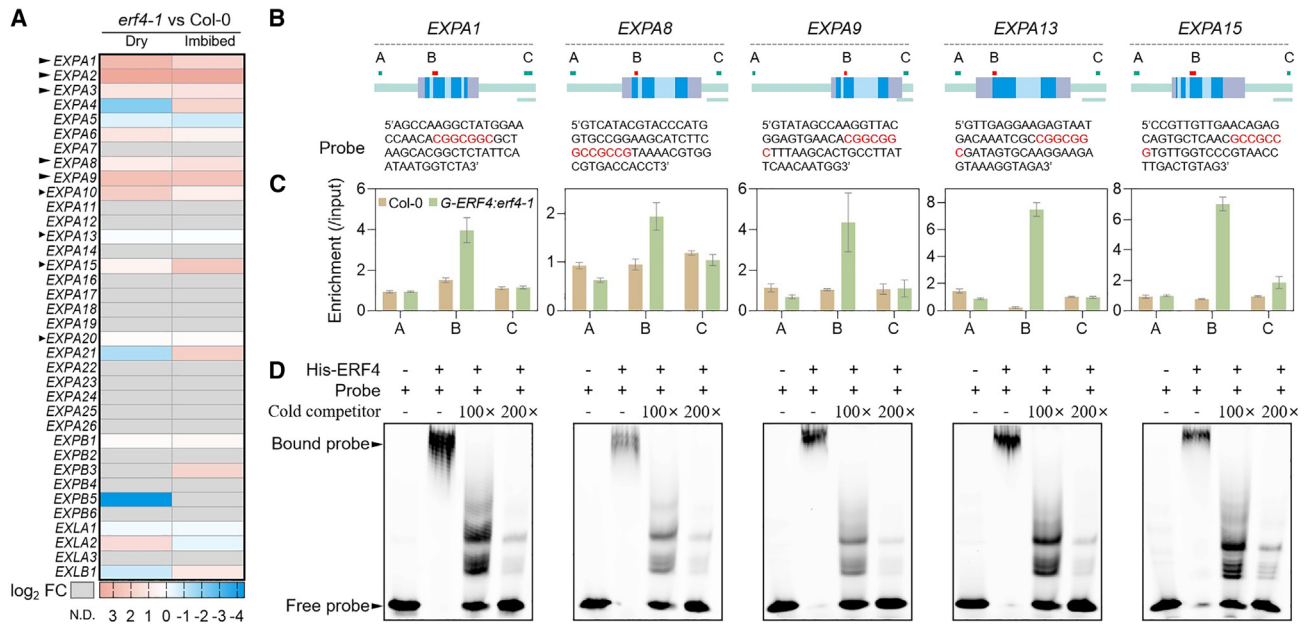 A
erf4-1 vs Col-0
Dry Imbibed
EXPA1
EXPA2
EXPA3
EXPA4
EXPA5
EXPA6
EXPA7
EXPA8
EXPA9
EXPA10
EXPA11
EXPA12
EXPA13
EXPA14
EXPA15
EXPA16
EXPA17
EXPA18
EXPA19
EXPA20
EXPA21
EXPA22
EXPA23
EXPA24
EXPA25
EXPA26
EXPB1
EXPB2
EXPB3
EXPB4
EXPB5
EXPB6
EXLA1
EXLA2
EXLA3
EXLB1
log2 FC
N.D. 3 2 1 0 -1 -2 -3 -4
B
EXPA1 EXPA8 EXPA9 EXPA13 EXPA15
A B C A B C A B C A B C A B C
Probe
5'AGCCAAGGCTATGGAA
CCAACACGGCGGCGCT
AAGCACGGCTCTATTCA
ATAATGGTCTA3'
5'GTCATACGTACCCATG
GTGCCGGAAGCATCTTC
GCCGCCGTAAAACGTGG
CGTGACCACCT3'
5'GTATAGCCAAGGTTAC
GGAGTGAACACGGCGG
CTTTAAGCACTGCCTTAT
TCAACAATGG3'
5'GTTGAGGAAGAGTAAT
GACAAATCGCCGGCGG
CGATAGTGCAAGGAAGA
GTAAAGGTAGA3'
5'CCGTTGTTGAACAGAG
CAGTGCTCAACGCCGCC
GTGTTGGTCCCGTAACC
TTGACTGTAG3'
C
Enrichment (/input)
Col-0 G-ERF4:erf4-1
6
4
2
0
A B C
2
1
0
A B C
6
4
2
0
A B C
8
6
4
2
0
A B C
8
6
4
2
0
A B C
D
His-ERF4 - + + + - + + + - + + + - + + + - + + +
Probe + + + + + + + + + + + + + + + + + + + +
Cold competitor - - 100× 200× - - 100× 200× - - 100× 200× - - 100× 200× - - 100× 200×
Bound probe
Free probe